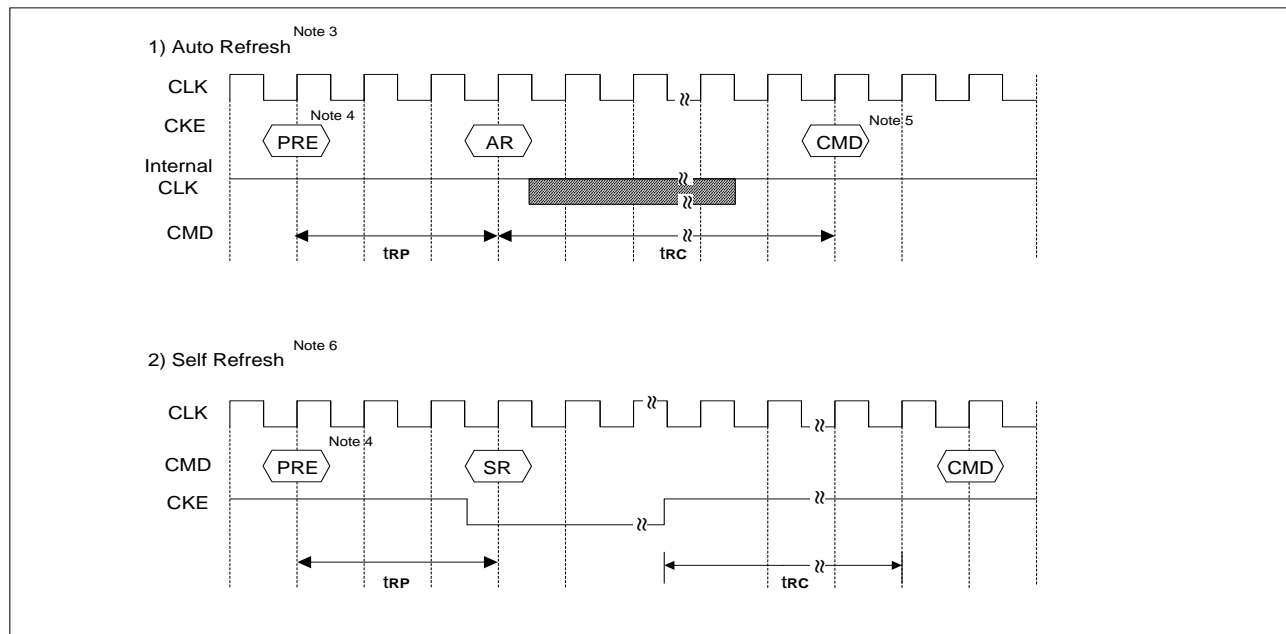 1) Auto Refresh Note 3
CLK
CKE
PRE Note 4 AR CMD Note 5
Internal
CLK
CMD
tRP tRC
2) Self Refresh Note 6
CLK
CMD PRE Note 4 SR CMD
CKE
tRP tRC